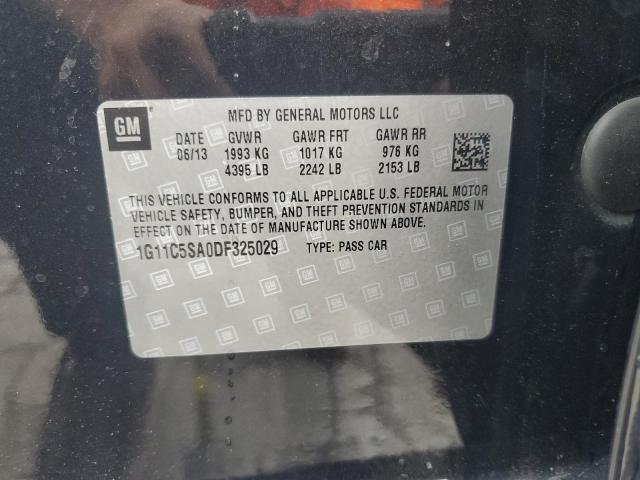 GM
MFD BY GENERAL MOTORS LLC
DATE GVWR GAWR FRT GAWR RR
06/13 1993 KG 1017 KG 976 KG
4395 LB 2242 LB 2153 LB
THIS VEHICLE CONFORMS TO ALL APPLICABLE U.S. FEDERAL MOTOR
VEHICLE SAFETY, BUMPER, AND THEFT PREVENTION STANDARDS IN
EFFECT ON THE DATE OF MANUFACTURE SHOWN ABOVE.
1G11C5SA0DF325029 TYPE: PASS CAR